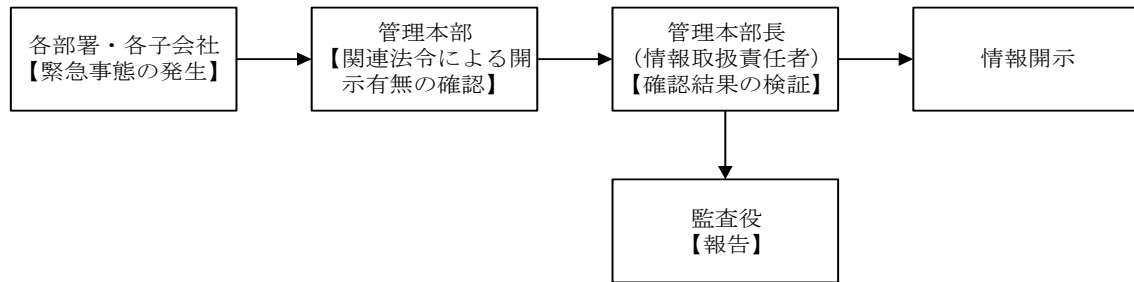 各部署・各子会社
【緊急事態の発生】
管理本部
【関連法令による開
示有無の確認】
管理本部長
（情報取扱責任者）
【確認結果の検証】
情報開示
監査役
【報告】